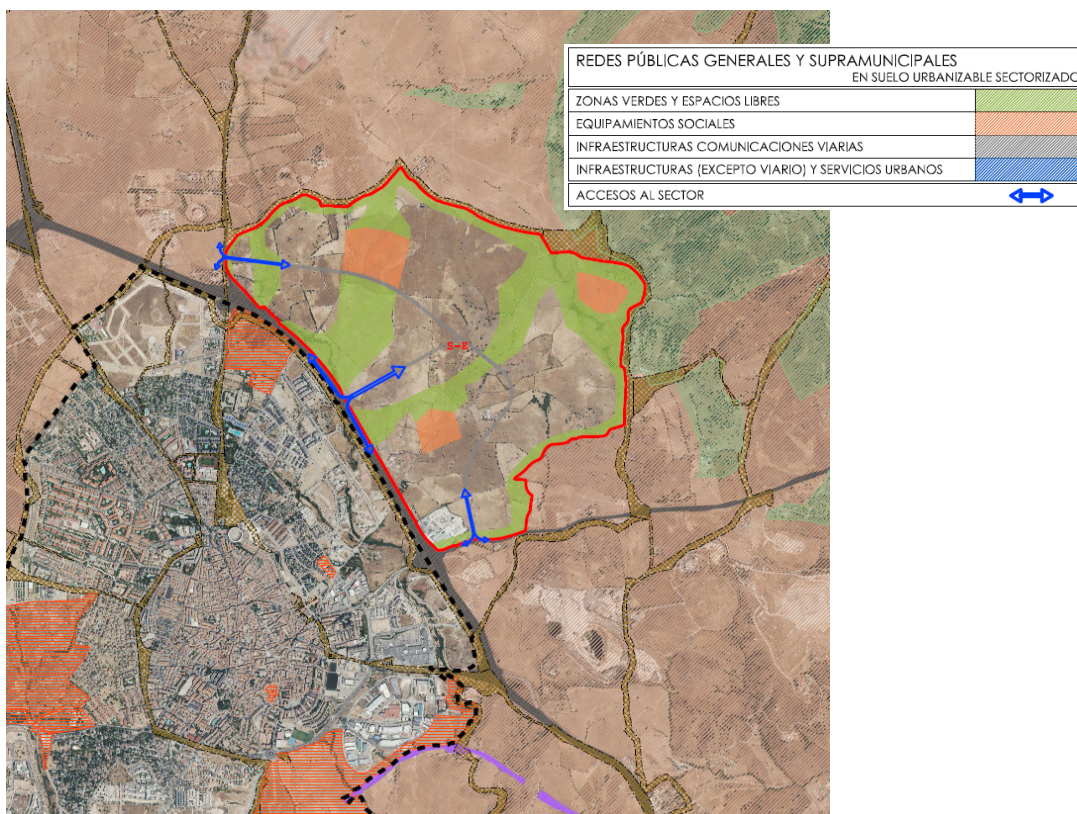 REDES PÚBLICAS GENERALES Y SUPRAMUNICIPALES
EN SUELO URBANIZABLE SECTORIZADO
ZONAS VERDES Y ESPACIOS LIBRES
EQUIPAMIENTOS SOCIALES
INFRAESTRUCTURAS COMUNICACIONES VIARIAS
INFRAESTRUCTURAS (EXCEPTO VIARIO) Y SERVICIOS URBANOS
ACCESOS AL SECTOR
S-E